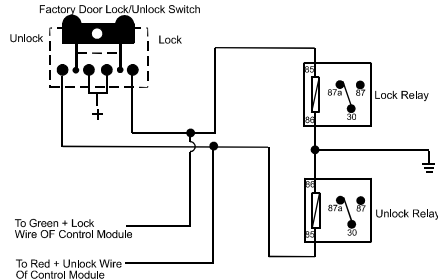 Factory Door Lock/Unlock Switch
Unlock
Lock
+
85
87a
87
30
86
Lock Relay
86
87a
87
30
85
Unlock Relay
To Green + Lock
Wire OF Control Module
To Red + Unlock Wire
Of Control Module